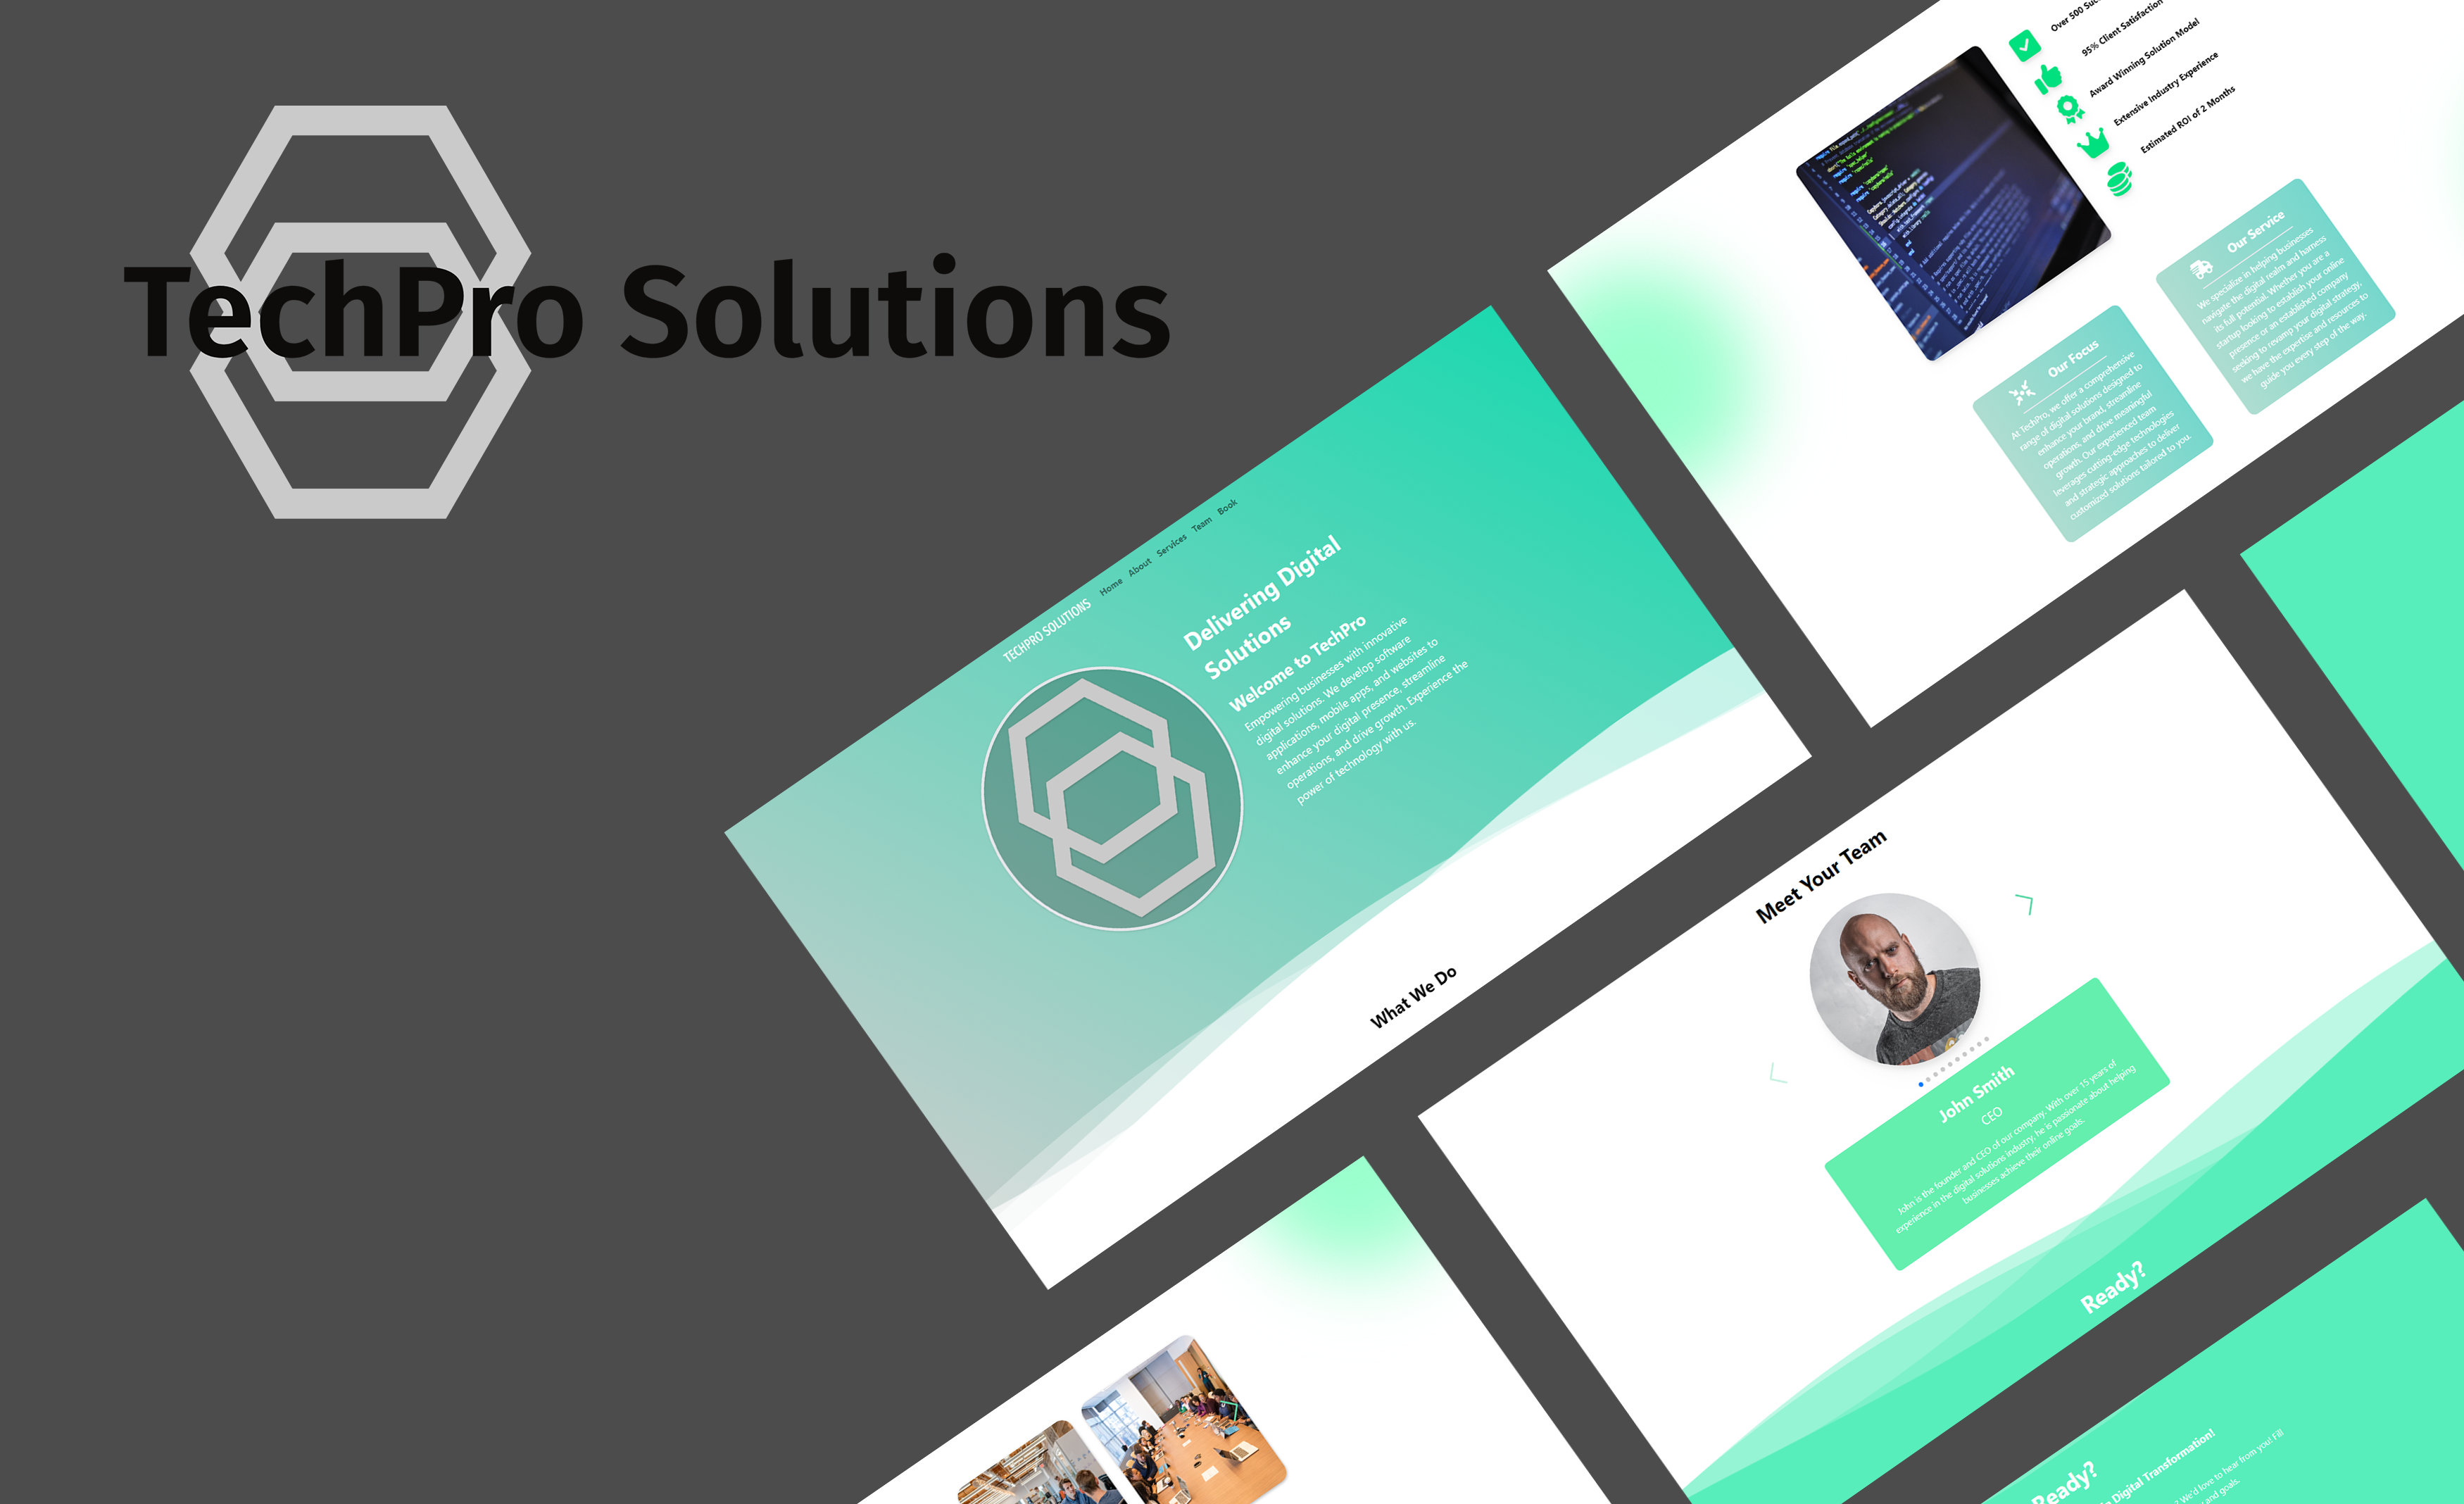 TechPro Solutions
TECHPRO SOLUTIONS
Home About Services Team Book
Delivering Digital
Solutions
Welcome to TechPro
Empowering businesses with innovative
digital solutions. We develop software
applications, mobile apps, and websites to
enhance your digital presence, streamline
operations, and drive growth. Experience the
power of technology with us.
What We Do
Over 500
95% Client Satisfaction
Award Winning Solution Model
Extensive Industry Experience
Estimated ROI of 2 Months
Our Focus
At TechPro, we offer a comprehensive
range of digital solutions designed to
enhance your brand, streamline
operations, and drive meaningful
growth. Our experienced team
leverages cutting-edge technologies
and strategic approaches to deliver
customized solutions tailored to you.
Our Service
We specialize in helping businesses
navigate the digital realm and harness
its full potential. Whether you are a
startup looking to establish your online
presence or an established company
seeking to revamp your digital strategy,
we have the expertise and resources to
guide you every step of the way.
Meet Your Team
John Smith
CEO
John is the founder and CEO of our company. With over 15 years of
experience in the digital solutions industry, he is passionate about helping
businesses achieve their online goals.
Ready?
Ready?
Digital Transformation!
? We'd love to hear from you! Fill
and goals.